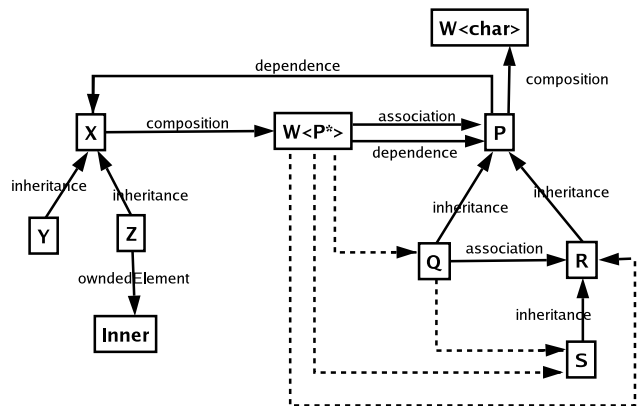 W<char>
dependence
composition
X
composition
W<P*>
association
P
dependence
inheritance
inheritance
inheritance
inheritance
Y
Z
Q
association
R
owndedElement
inheritance
Inner
S